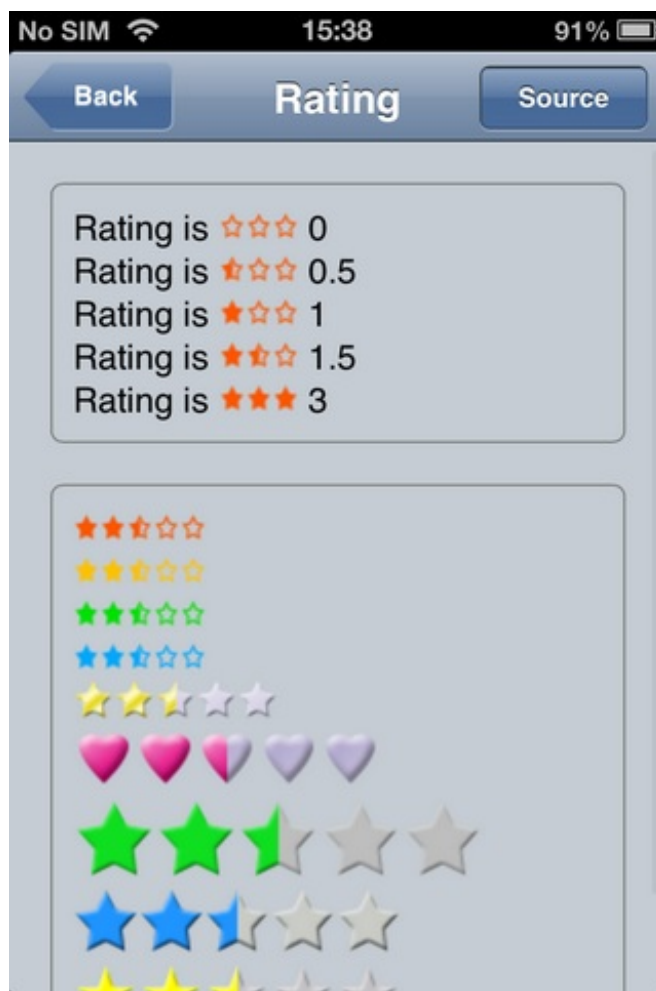 No SIM 15:38 91%
Back Rating Source
Rating is ☆☆☆ 0
Rating is ☆☆ 0.5
Rating is ★☆☆ 1
Rating is ★☆ 1.5
Rating is ★★★ 3